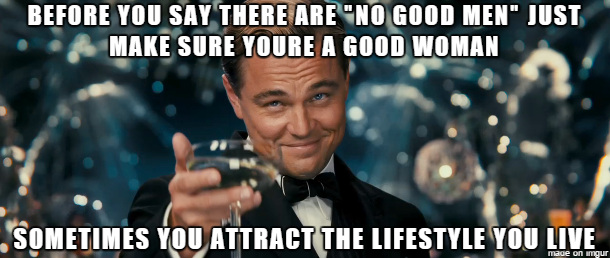 BEFORE YOU SAY THERE ARE "NO GOOD MEN" JUST
MAKE SURE YOURE A GOOD WOMAN
SOMETIMES YOU ATTRACT THE LIFESTYLE YOU LIVE
made on imgur